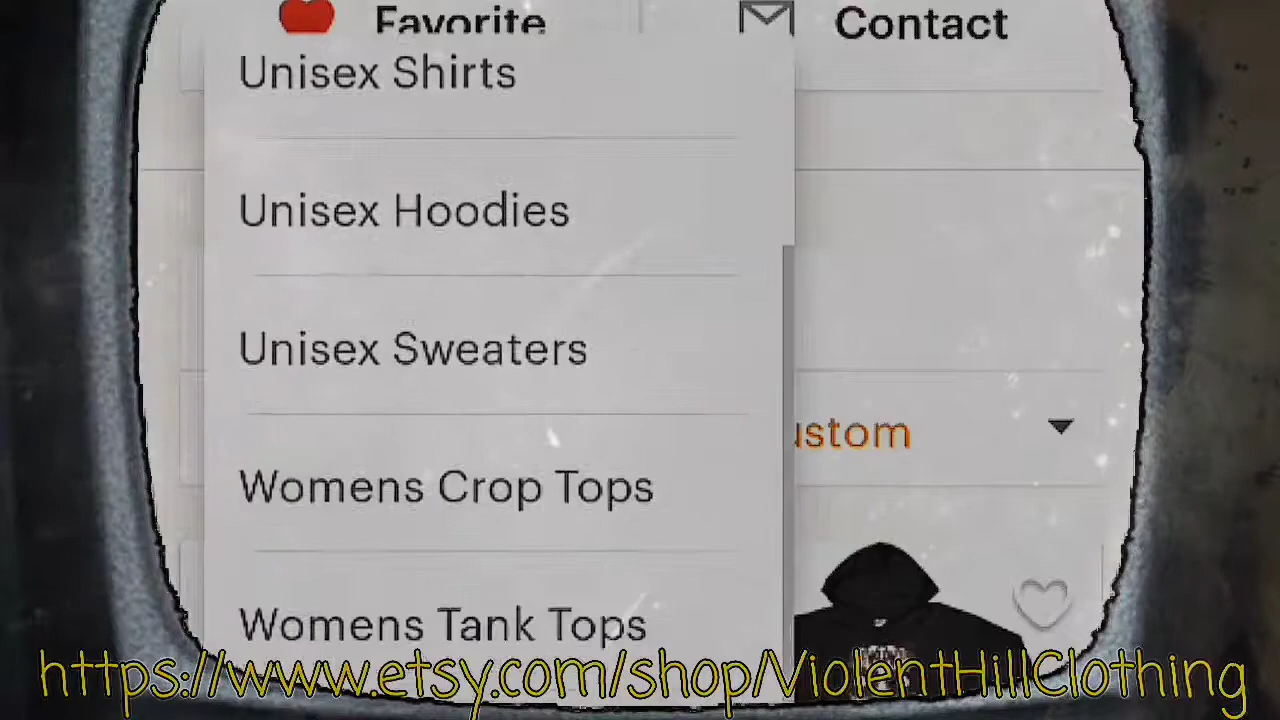 Favorite Contact
Unisex Shirts
Unisex Hoodies
Unisex Sweaters
ustom
Womens Crop Tops
Womens Tank Tops
https://www.etsy.com/shop/ViolentHillClothing